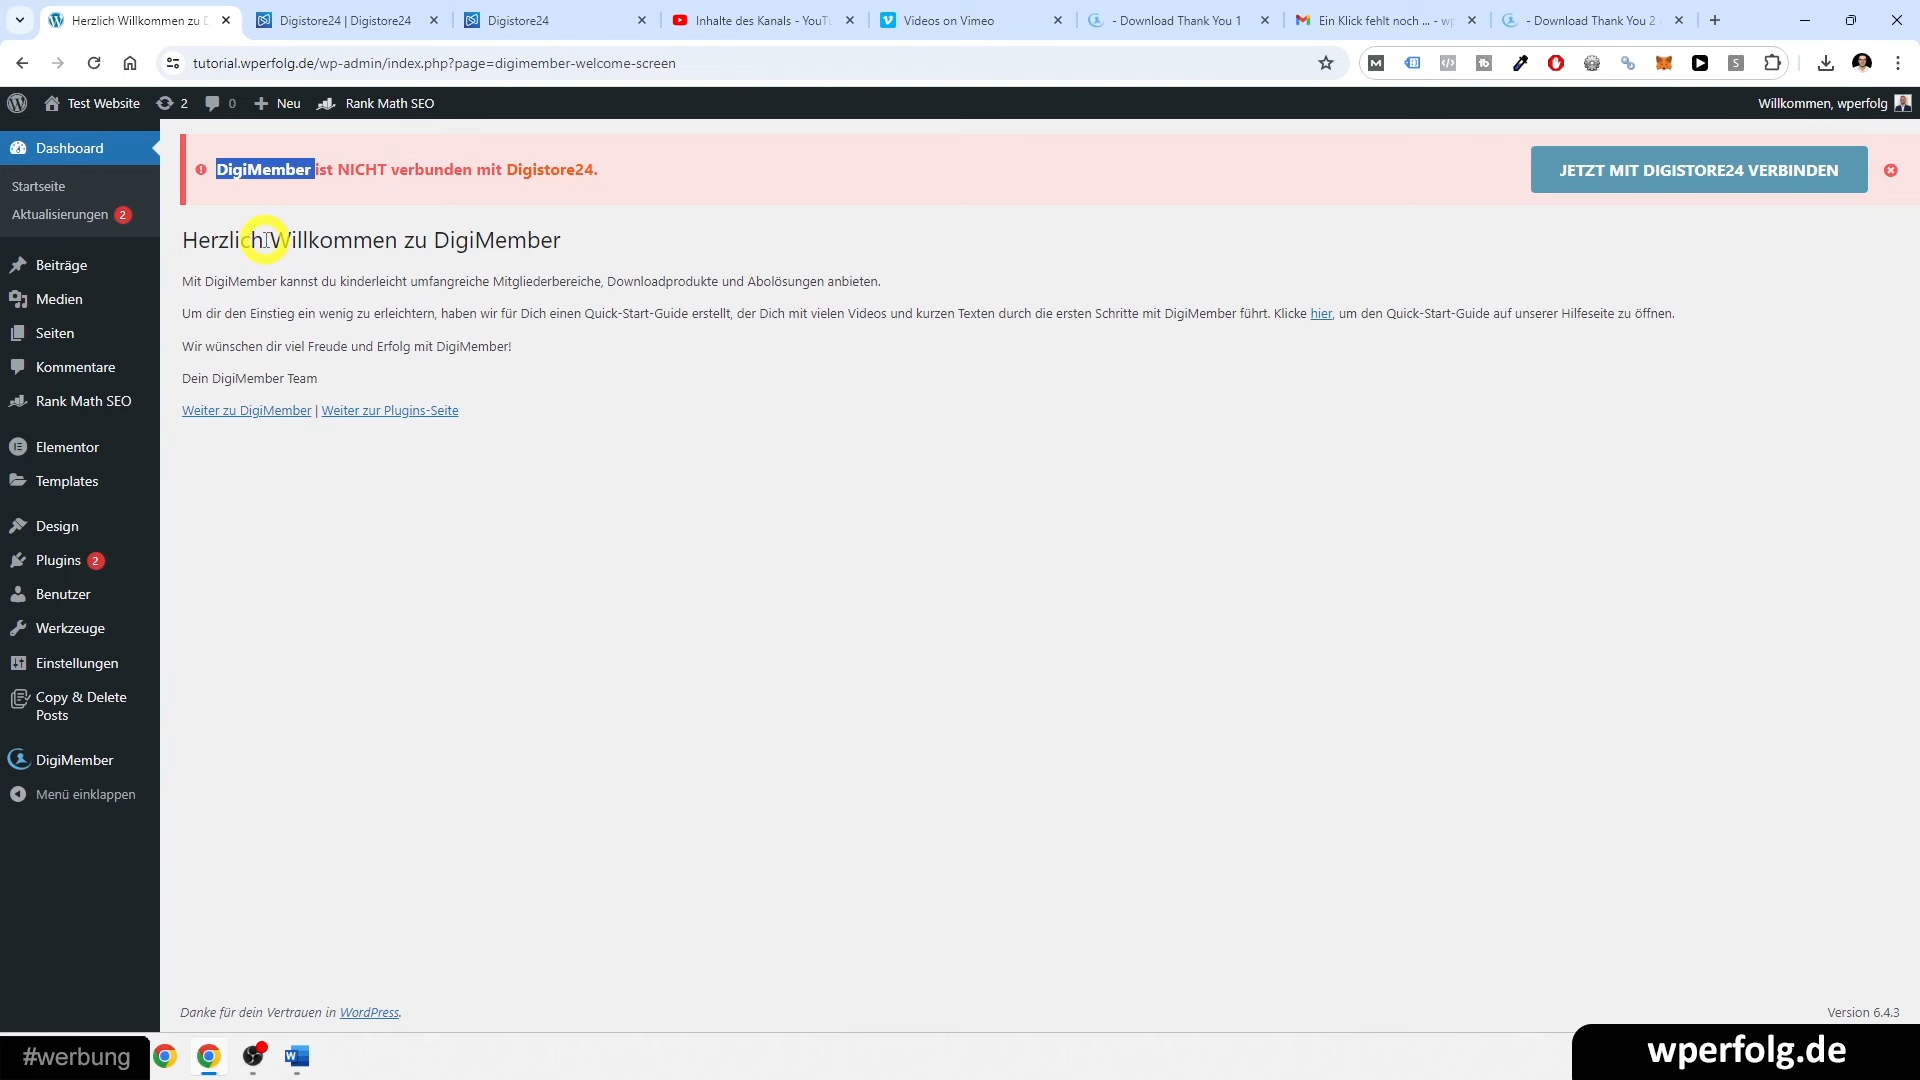 Herzlich Willkommen zu D
Digistore24 | Digistore24
Digistore24
Inhalte des Kanals - YouTu
Videos on Vimeo
- Download Thank You 1
Ein Klick fehlt noch ... - wp
- Download Thank You 2
tutorial.wperfolg.de/wp-admin/index.php?page=digimember-welcome-screen
Test Website
2
0
Neu
Rank Math SEO
Willkommen, wperfolg
Dashboard
Startseite
Aktualisierungen 2
Beiträge
Medien
Seiten
Kommentare
Rank Math SEO
Elementor
Templates
Design
Plugins 2
Benutzer
Werkzeuge
Einstellungen
Copy & Delete
Posts
DigiMember
Menü einklappen
DigiMember ist NICHT verbunden mit Digistore24.
JETZT MIT DIGISTORE24 VERBINDEN
Herzlich Willkommen zu DigiMember
Mit DigiMember kannst du kinderleicht umfangreiche Mitgliederbereiche, Downloadprodukte und Abolösungen anbieten.
Um dir den Einstieg ein wenig zu erleichtern, haben wir für Dich einen Quick-Start-Guide erstellt, der Dich mit vielen Videos und kurzen Texten durch die ersten Schritte mit DigiMember führt. Klicke hier, um den Quick-Start-Guide auf unserer Hilfeseite zu öffnen.
Wir wünschen dir viel Freude und Erfolg mit DigiMember!
Dein DigiMember Team
Weiter zu DigiMember | Weiter zur Plugins-Seite
Danke für dein Vertrauen in WordPress.
Version 6.4.3
#werbung
wperfolg.de